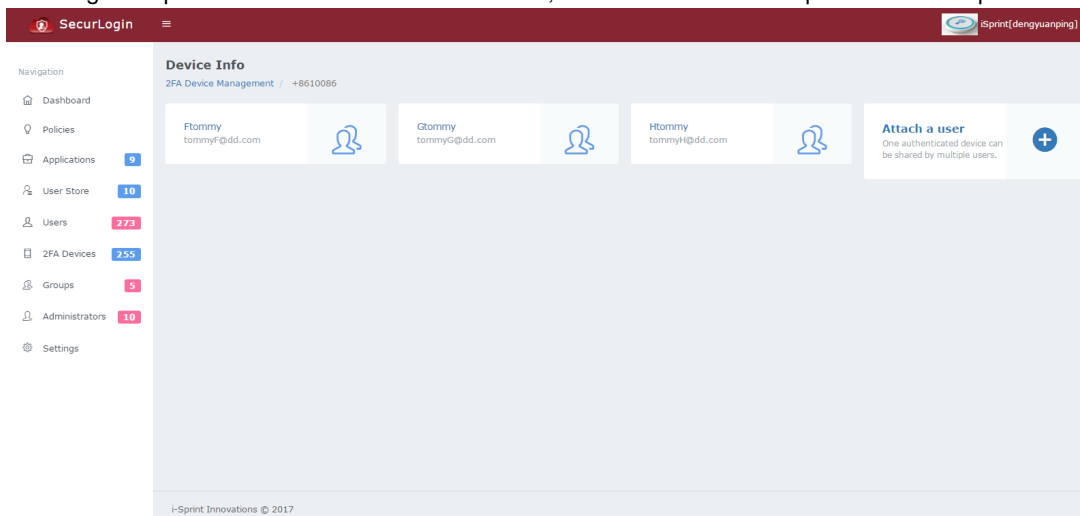 SecurLogin
iSprint[dengyuanping]
Navigation
Dashboard
Policies
Applications 9
User Store 10
Users 273
2FA Devices 255
Groups 5
Administrators 10
Settings
Device Info
2FA Device Management / +8610086
Ftommy
tommyF@dd.com
Gtommy
tommyG@dd.com
Htommy
tommyH@dd.com
Attach a user
One authenticated device can
be shared by multiple users.
i-Sprint Innovations © 2017